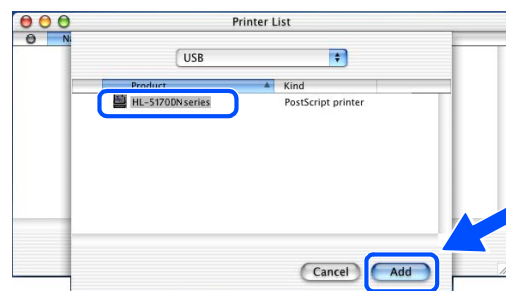 Printer List
USB
Product Kind
HL-5170DN series PostScript printer
Cancel Add